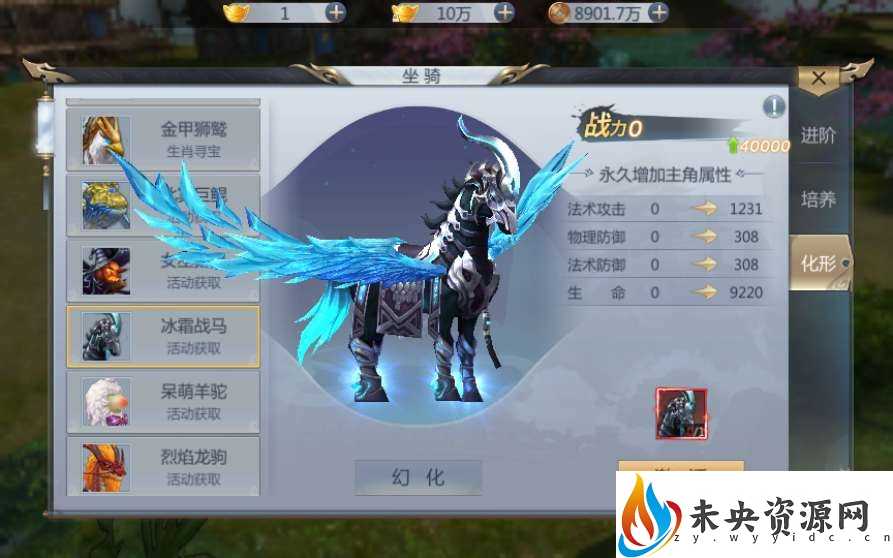 1
10万
8901.7万
坐骑
金甲狮鹫
生肖寻宝
冰霜战马
活动获取
呆萌羊驼
活动获取
烈焰龙驹
活动获取
活动获取
战力0
40000
永久增加主角属性
法术攻击 0 1231
物理防御 0 308
法术防御 0 308
生 命 0 9220
幻 化
进阶
培养
化形
未央资源网
zy.wyyidc.cn